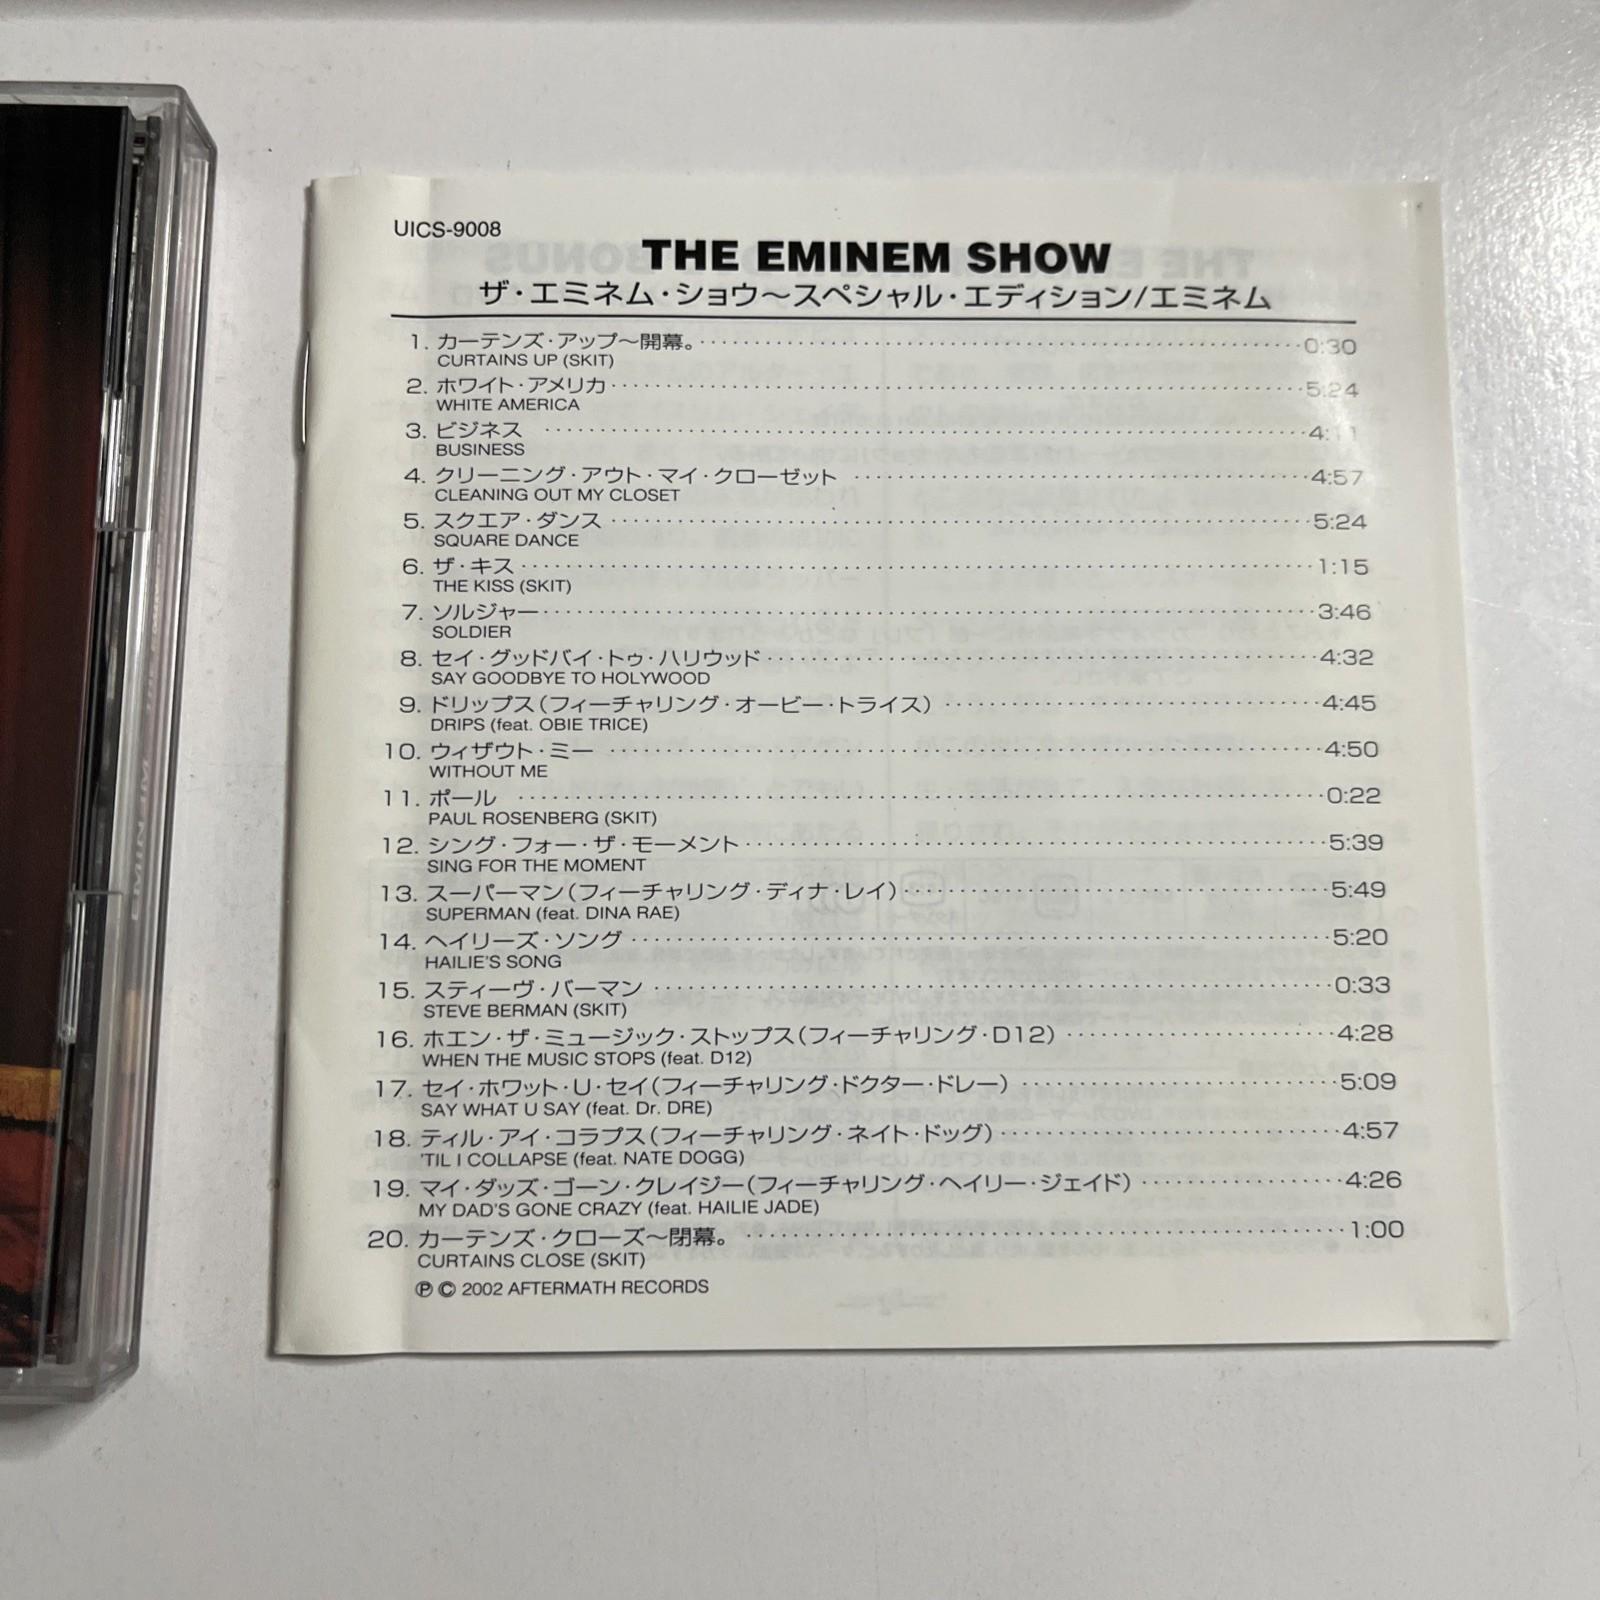 UICS-9008
THE EMINEM SHOW
ザ・エミネム・ショウ〜スペシャル・エディション/エミネム
1. カーテンズ・アップ〜開幕。 0:30
CURTAINS UP (SKIT)
2. ホワイト・アメリカ 5:24
WHITE AMERICA
3. ビジネス 4:11
BUSINESS
4. クリーニング・アウト・マイ・クローゼット 4:57
CLEANING OUT MY CLOSET
5. スクエア・ダンス 5:24
SQUARE DANCE
6. ザ・キス 1:15
THE KISS (SKIT)
7. ソルジャー 3:46
SOLDIER
8. セイ・グッドバイ・トゥ・ハリウッド 4:32
SAY GOODBYE TO HOLYWOOD
9. ドリップス(フィーチャリング・オービー・トライス) 4:45
DRIPS (feat. OBIE TRICE)
10. ウィザウト・ミー 4:50
WITHOUT ME
11. ポール 0:22
PAUL ROSENBERG (SKIT)
12. シング・フォー・ザ・モーメント 5:39
SING FOR THE MOMENT
13. スーパーマン(フィーチャリング・ディナ・レイ) 5:49
SUPERMAN (feat. DINA RAE)
14. ヘイリーズ・ソング 5:20
HAILIE'S SONG
15. スティーヴ・バーマン 0:33
STEVE BERMAN (SKIT)
16. ホエン・ザ・ミュージック・ストップス(フィーチャリング・D12) 4:28
WHEN THE MUSIC STOPS (feat. D12)
17. セイ・ホワット・U・セイ(フィーチャリング・ドクター・ドレー) 5:09
SAY WHAT U SAY (feat. Dr. DRE)
18. ティル・アイ・コラプス(フィーチャリング・ネイト・ドッグ) 4:57
'TIL I COLLAPSE (feat. NATE DOGG)
19. マイ・ダッズ・ゴーン・クレイジー(フィーチャリング・ヘイリー・ジェイド) 4:26
MY DAD'S GONE CRAZY (feat. HAILIE JADE)
20. カーテンズ・クローズ〜閉幕。 1:00
CURTAINS CLOSE (SKIT)
℗ © 2002 AFTERMATH RECORDS